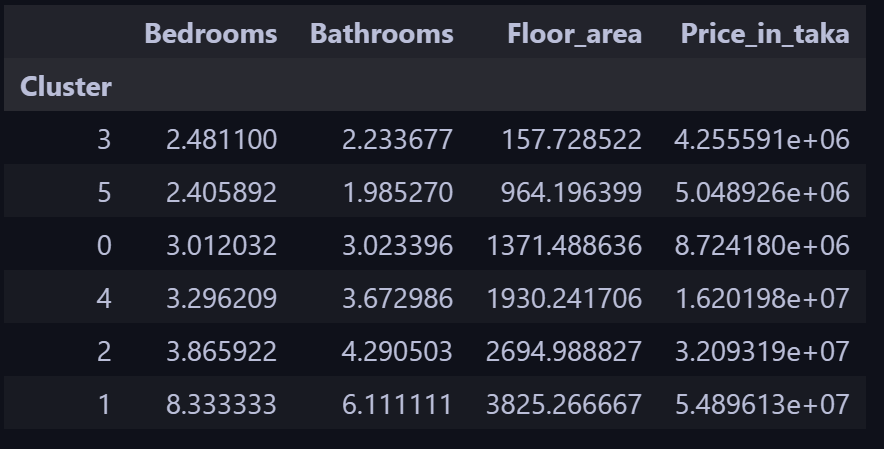 Bedrooms Bathrooms Floor_area Price_in_taka
Cluster
3 2.481100 2.233677 157.728522 4.255591e+06
5 2.405892 1.985270 964.196399 5.048926e+06
0 3.012032 3.023396 1371.488636 8.724180e+06
4 3.296209 3.672986 1930.241706 1.620198e+07
2 3.865922 4.290503 2694.988827 3.209319e+07
1 8.333333 6.111111 3825.266667 5.489613e+07